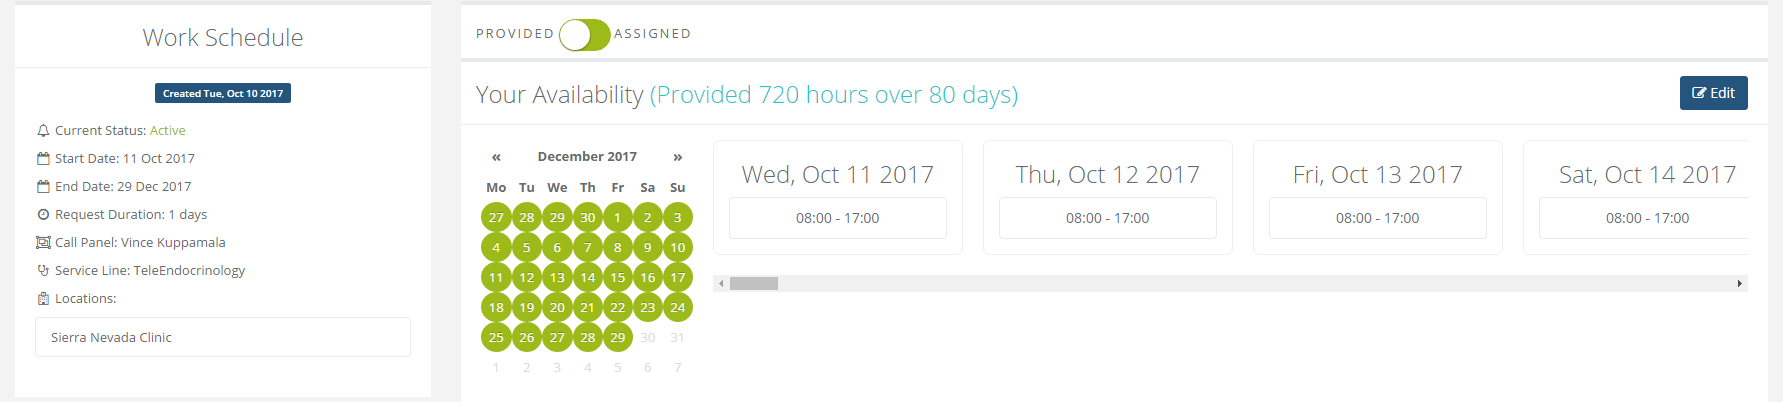 Work Schedule
Created Tue, Oct 10 2017
Current Status: Active
Start Date: 11 Oct 2017
End Date: 29 Dec 2017
Request Duration: 1 days
Call Panel: Vince Kuppamala
Service Line: TeleEndocrinology
Locations:
Sierra Nevada Clinic
PROVIDED ASSIGNED
Your Availability (Provided 720 hours over 80 days)
Edit
« December 2017 »
Mo Tu We Th Fr Sa Su
27 28 29 30 1 2 3
4 5 6 7 8 9 10
11 12 13 14 15 16 17
18 19 20 21 22 23 24
25 26 27 28 29 30 31
1 2 3 4 5 6 7
Wed, Oct 11 2017
08:00 - 17:00
Thu, Oct 12 2017
08:00 - 17:00
Fri, Oct 13 2017
08:00 - 17:00
Sat, Oct 14 2017
08:00 - 17:00